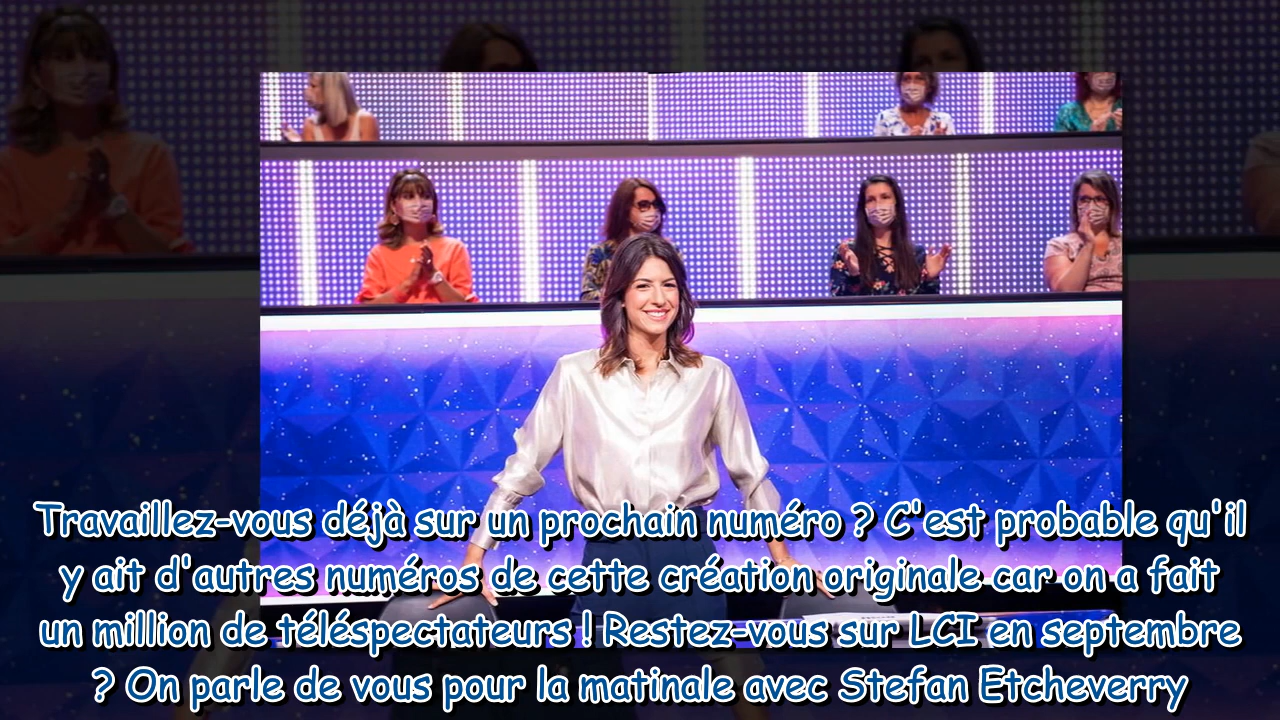 Travaillez-vous déjà sur un prochain numéro ? C'est probable qu'il
y ait d'autres numéros de cette création originale car on a fait
un million de téléspectateurs ! Restez-vous sur LCI en septembre
? On parle de vous pour la matinale avec Stefan Etcheverry